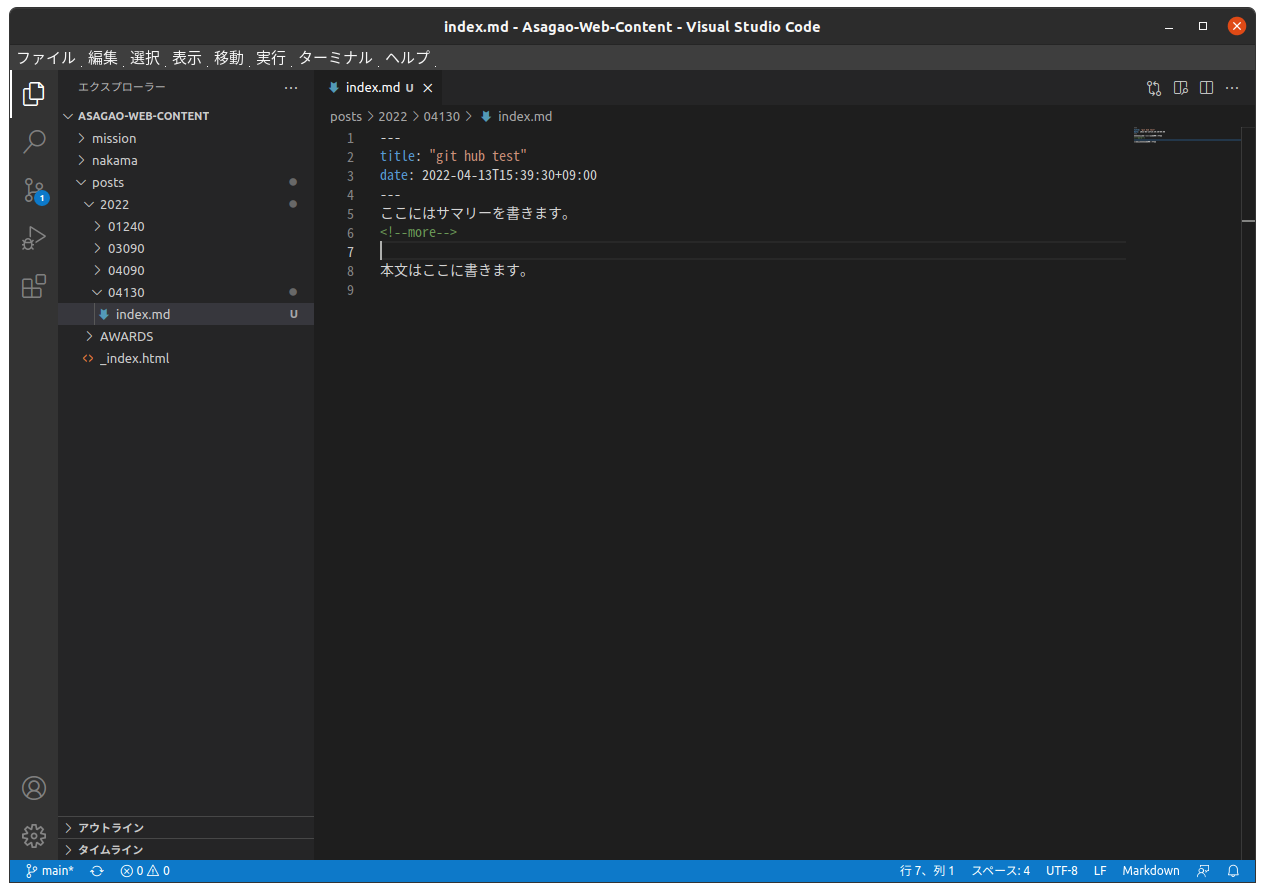 index.md - Asagao-Web-Content - Visual Studio Code
ファイル 編集 選択 表示 移動 実行 ターミナル ヘルプ
エクスプローラー
ASAGAO-WEB-CONTENT
mission
nakama
posts
2022
01240
03090
04090
04130
index.md U
AWARDS
_index.html
アウトライン
タイムライン
index.md U
posts > 2022 > 04130 > index.md
1 ---
2 title: "git hub test"
3 date: 2022-04-13T15:39:30+09:00
4 ---
5 ここにはサマリーを書きます。
6 <!--more-->
7
8 本文はここに書きます。
9
1
main* 0 0 行 7、列 1 スペース: 4 UTF-8 LF Markdown